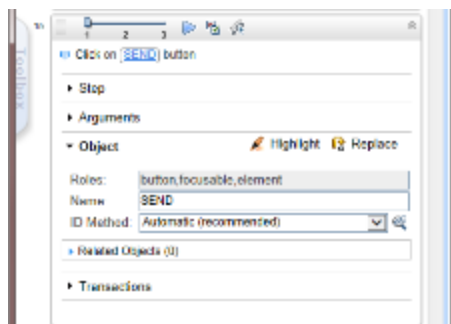 1 2 3
Click on [SEND] button
Step
Arguments
Object Highlight Replace
Roles: button,focusable,element
Name SEND
ID Method: Automatic (recommended)
Related Objects (0)
Transactions
Toolbox